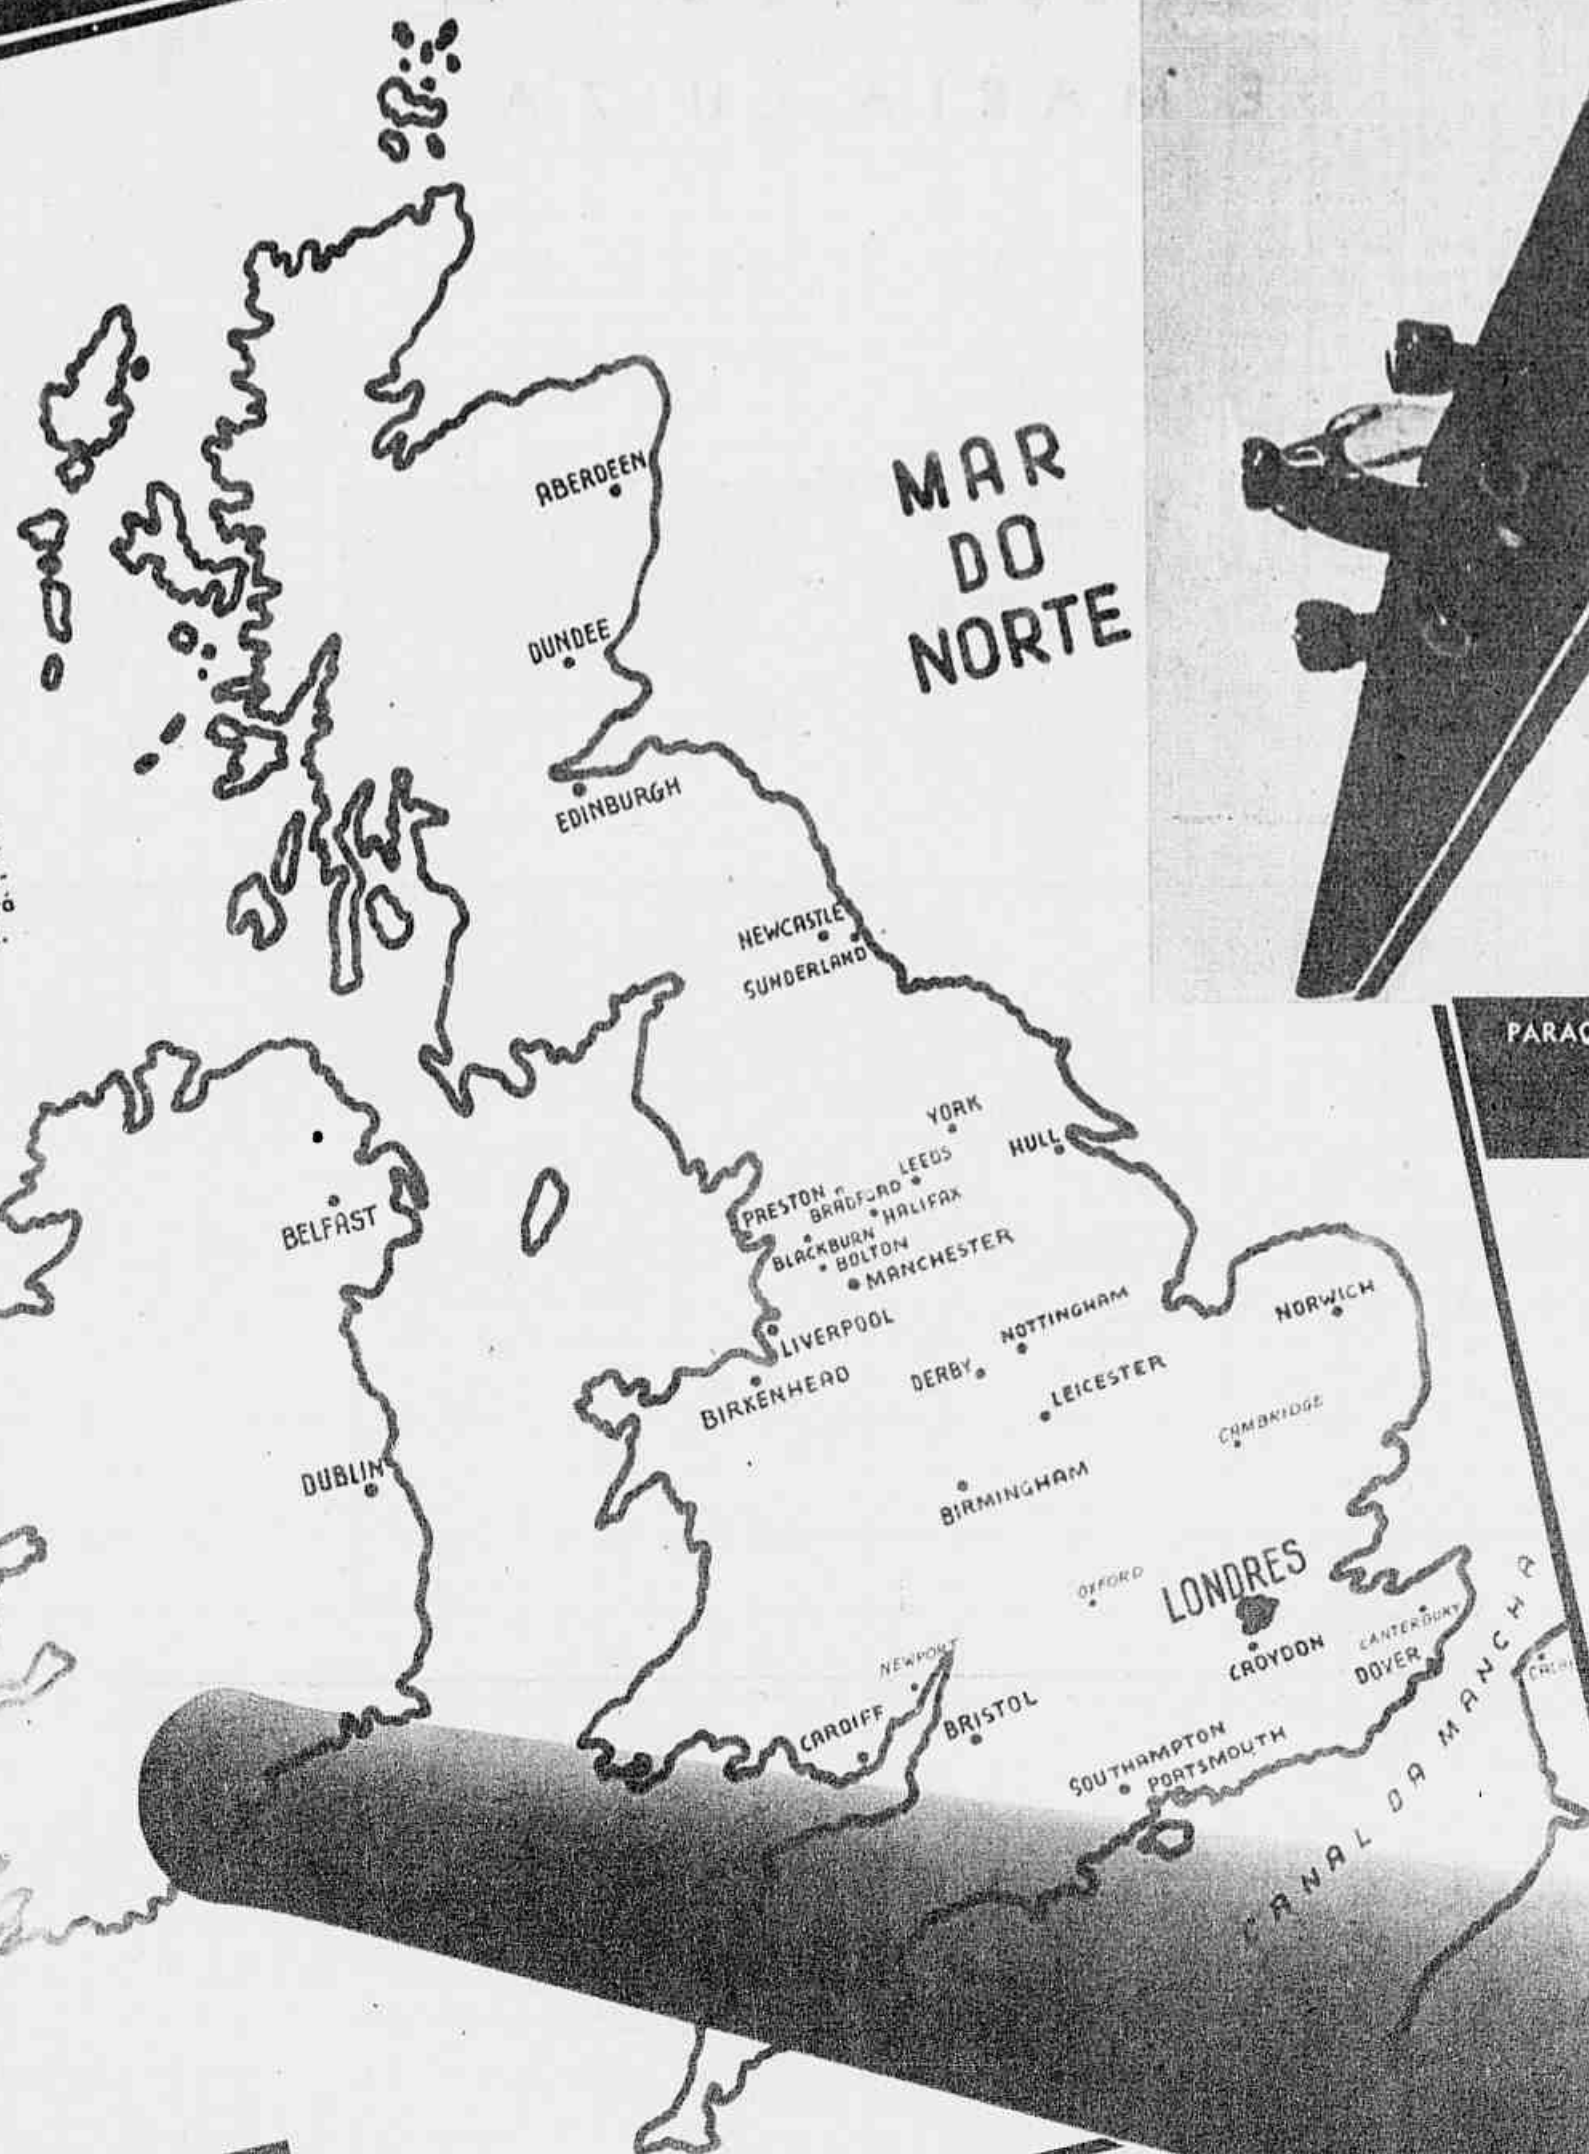 MAR
DO
NORTE
ABERDEEN
DUNDEE
EDINBURGH
NEWCASTLE
SUNDERLAND
PARAC
YORK
HULL
LEEDS
PRESTON
BRADFORD
HALIFAX
BLACKBURN
BOLTON
MANCHESTER
BELFAST
LIVERPOOL
NOTTINGHAM
NORWICH
BIRKENHEAD
DERBY
LEICESTER
CAMBRIDGE
DUBLIN
BIRMINGHAM
OXFORD
LONDRES
CROYDON
CANTERBURY
DOVER
NEWPORT
CARDIFF
BRISTOL
SOUTHAMPTON
PORTSMOUTH
CANAL DA MANCHA